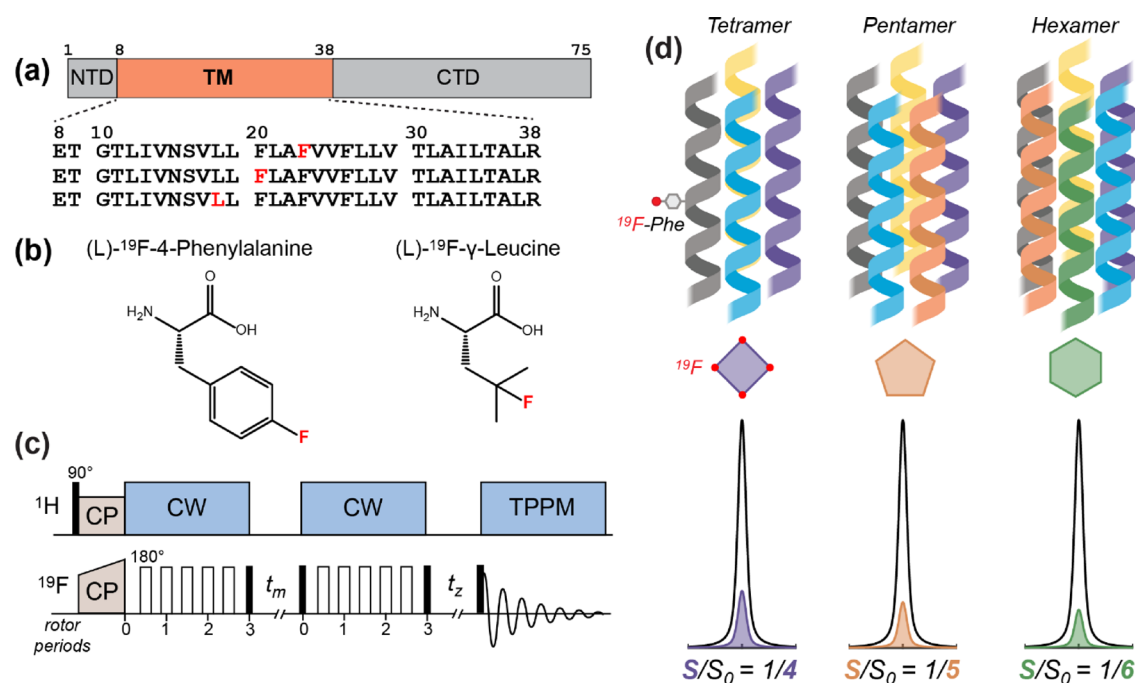 (a)
1 8 38 75
NTD TM CTD
8 10 20 30 38
ET GTLIVNSVLL FLAFVVFLLV TLAILTALR
ET GTLIVNSVLL FLAFVVFLLV TLAILTALR
ET GTLIVNSVLL FLAFVVFLLV TLAILTALR
(b)
(L)-¹⁹F-4-Phenylalanine (L)-¹⁹F-γ-Leucine
O O
H₂N OH H₂N OH
F F
(c)
90°
¹H CP CW CW TPPM
180°
¹⁹F CP tm tz
rotor periods 0 1 2 3 0 1 2 3
(d)
Tetramer Pentamer Hexamer
¹⁹F-Phe
¹⁹F
S/S₀ = 1/4 S/S₀ = 1/5 S/S₀ = 1/6